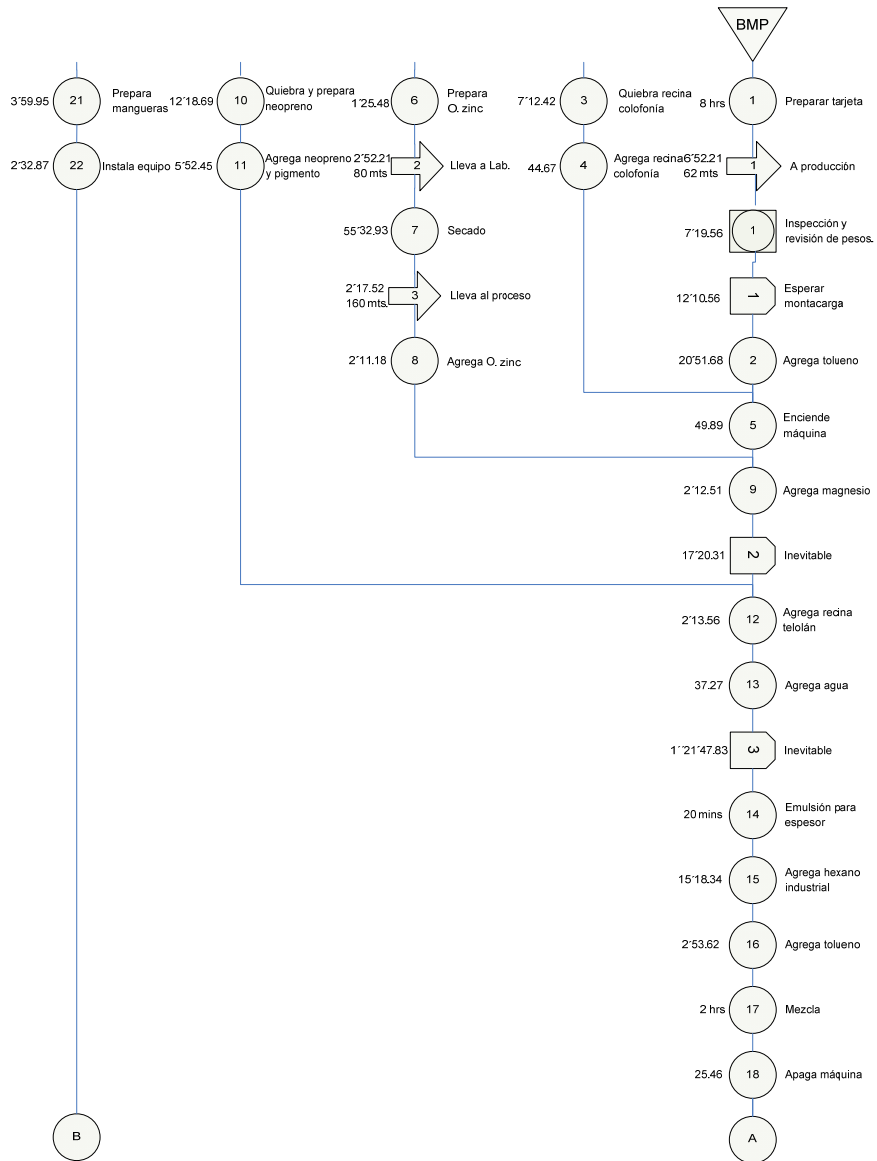 BMP
3´59.95
21
Prepara
mangueras
12´18.69
10
Quiebra y prepara
neopreno
1´25.48
6
Prepara
O. zinc
7´12.42
3
Quiebra recina
colofonía
8 hrs
1
Preparar tarjeta
2´32.87
22
Instala equipo
5´52.45
11
Agrega neopreno
y pigmento
2´52.21
80 mts
2
Lleva a Lab.
44.67
4
Agrega recina
colofonía
6´52.21
62 mts
1
A producción
55´32.93
7
Secado
7´19.56
1
Inspección y
revisión de pesos.
2´17.52
160 mts.
3
Lleva al proceso
12´10.56
1
Esperar
montacarga
2´11.18
8
Agrega O. zinc
20´51.68
2
Agrega tolueno
49.89
5
Enciende
máquina
2´12.51
9
Agrega magnesio
17´20.31
2
Inevitable
2´13.56
12
Agrega recina
telolán
37.27
13
Agrega agua
1´´21´47.83
3
Inevitable
20 mins
14
Emulsión para
espesor
15´18.34
15
Agrega hexano
industrial
2´53.62
16
Agrega tolueno
2 hrs
17
Mezcla
25.46
18
Apaga máquina
B
A